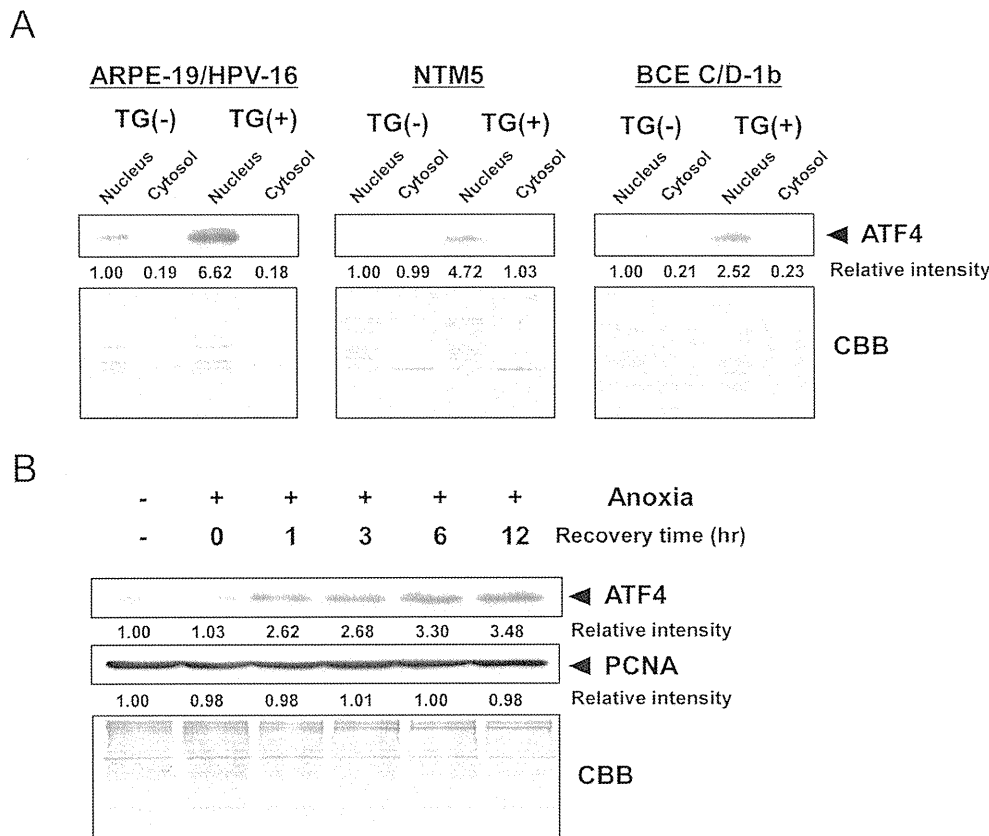 A
ARPE-19/HPV-16 NTM5 BCE C/D-1b
TG(-) TG(+) TG(-) TG(+) TG(-) TG(+)
Nucleus Cytosol Nucleus Cytosol Nucleus Cytosol Nucleus Cytosol Nucleus Cytosol Nucleus Cytosol
ATF4
1.00 0.19 6.62 0.18 1.00 0.99 4.72 1.03 1.00 0.21 2.52 0.23 Relative intensity
CBB
B
- + + + + + Anoxia
- 0 1 3 6 12 Recovery time (hr)
ATF4
1.00 1.03 2.62 2.68 3.30 3.48 Relative intensity
PCNA
1.00 0.98 0.98 1.01 1.00 0.98 Relative intensity
CBB